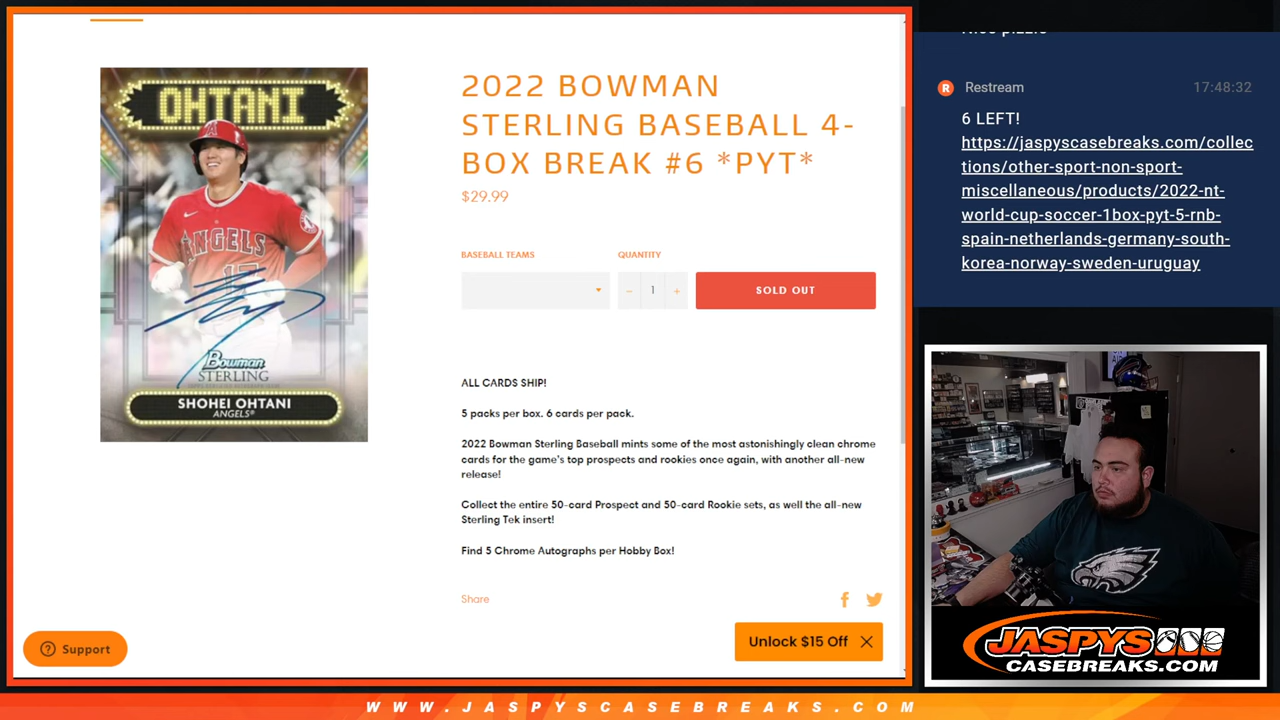 OHTANI
ANGELS
17
Bowman
STERLING
SHOHEI OHTANI
ANGELS®
2022 BOWMAN
STERLING BASEBALL 4-
BOX BREAK #6 *PYT*
$29.99
BASEBALL TEAMS
QUANTITY
− 1 +
SOLD OUT
ALL CARDS SHIP!
5 packs per box. 6 cards per pack.
2022 Bowman Sterling Baseball mints some of the most astonishingly clean chrome
cards for the game's top prospects and rookies once again, with another all-new
release!
Collect the entire 50-card Prospect and 50-card Rookie sets, as well the all-new
Sterling Tek insert!
Find 5 Chrome Autographs per Hobby Box!
Share
Support
Unlock $15 Off
Restream
17:48:32
6 LEFT!
https://jaspyscasebreaks.com/collec
tions/other-sport-non-sport-
miscellaneous/products/2022-nt-
world-cup-soccer-1box-pyt-5-rnb-
spain-netherlands-germany-south-
korea-norway-sweden-uruguay
JASPYS
CASEBREAKS.COM
WWW.JASPYSCASEBREAKS.COM